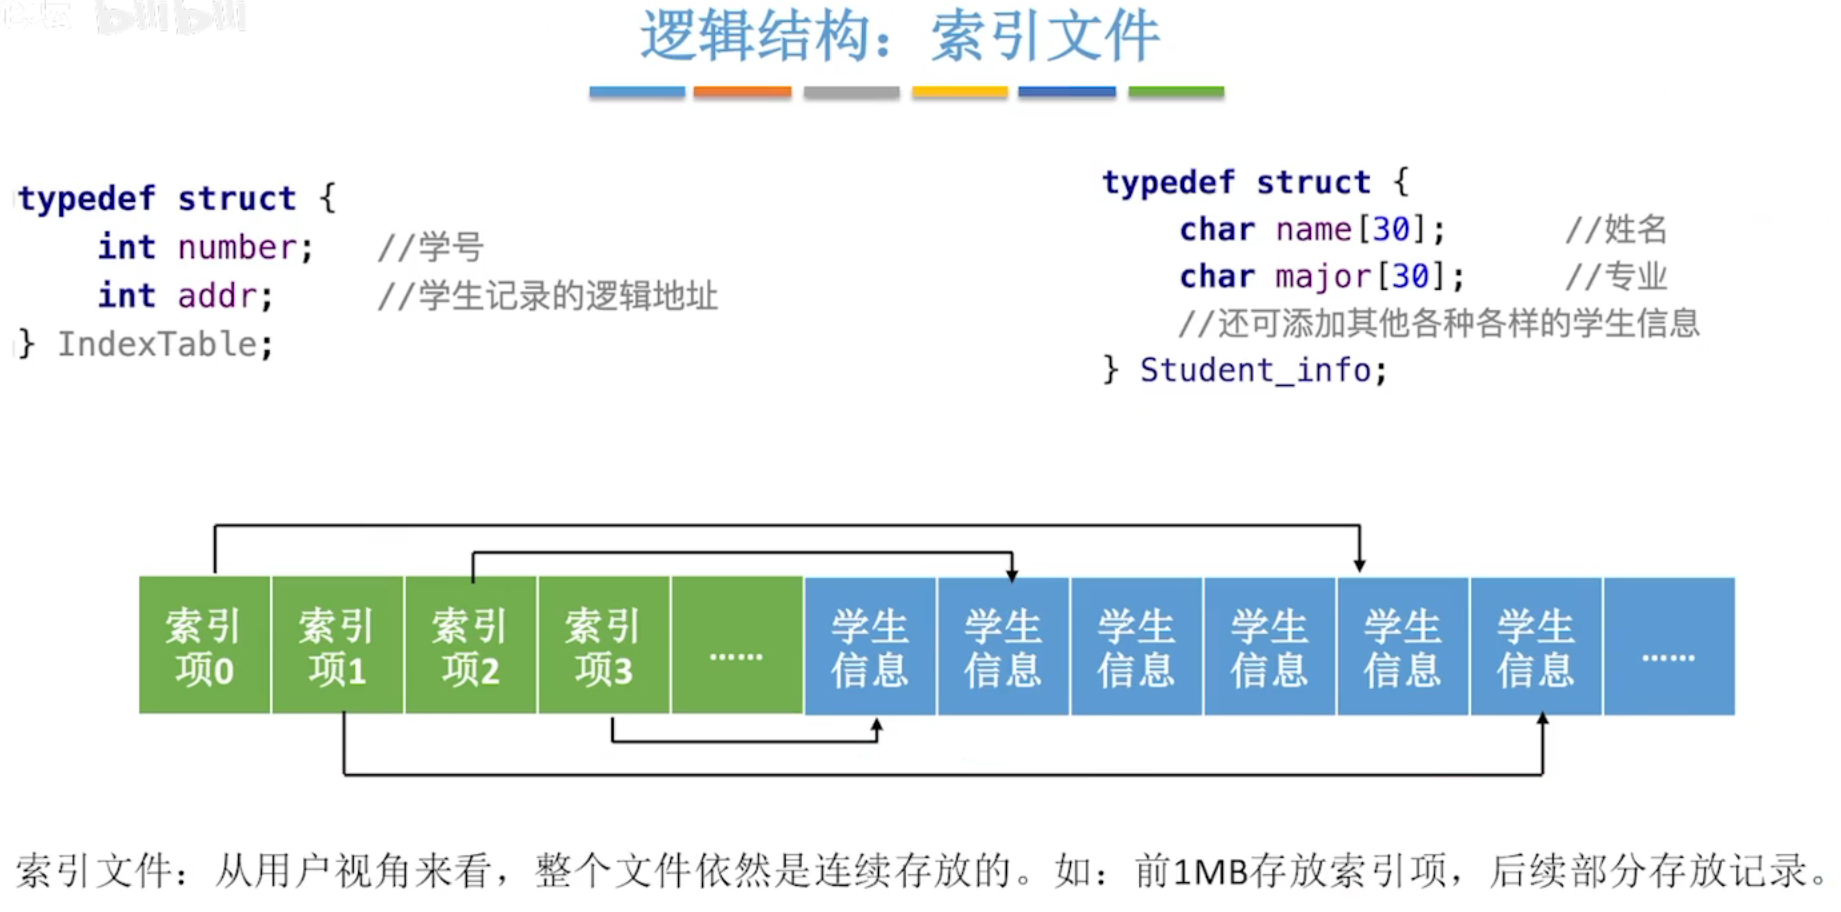 bilibili
逻辑结构：索引文件
typedef struct {
int number; //学号
int addr; //学生记录的逻辑地址
} IndexTable;
typedef struct {
char name[30]; //姓名
char major[30]; //专业
//还可添加其他各种各样的学生信息
} Student_info;
索引
项0
索引
项1
索引
项2
索引
项3
……
学生
信息
学生
信息
学生
信息
学生
信息
学生
信息
学生
信息
……
索引文件：从用户视角来看，整个文件依然是连续存放的。如：前1MB存放索引项，后续部分存放记录。